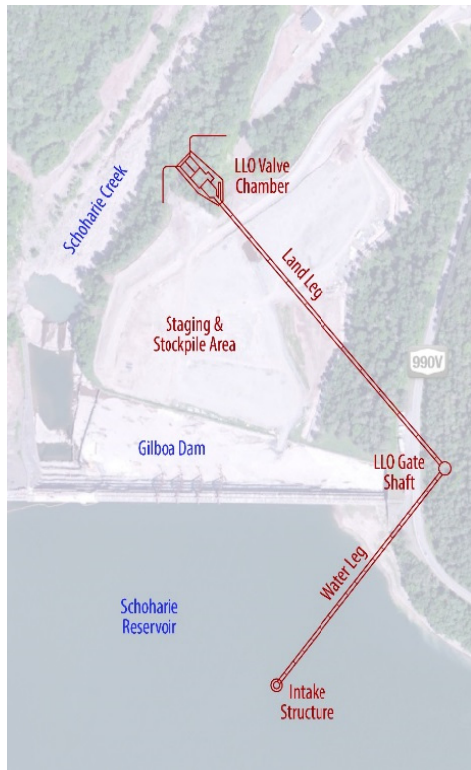 LLO Valve
Chamber
Schoharie Creek
Land Leg
Staging &
Stockpile Area
990V
Gilboa Dam
LLO Gate
Shaft
Water Leg
Schoharie
Reservoir
Intake
Structure